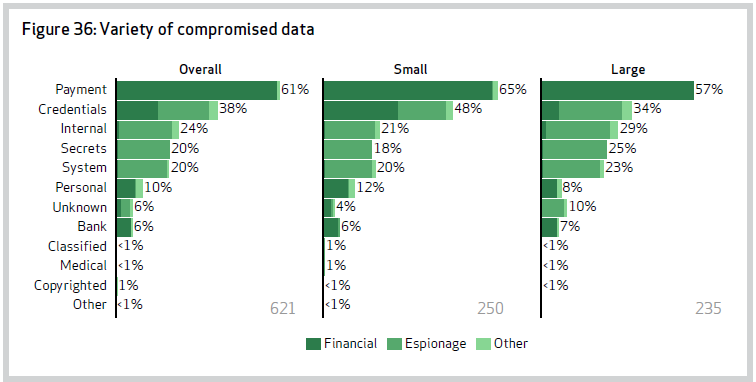 Figure 36: Variety of compromised data
Overall Small Large
Payment 61% 65% 57%
Credentials 38% 48% 34%
Internal 24% 21% 29%
Secrets 20% 18% 25%
System 20% 20% 23%
Personal 10% 12% 8%
Unknown 6% 4% 10%
Bank 6% 6% 7%
Classified <1% 1% <1%
Medical <1% 1% <1%
Copyrighted 1% <1% <1%
Other <1% <1%
621 250 235
Financial Espionage Other